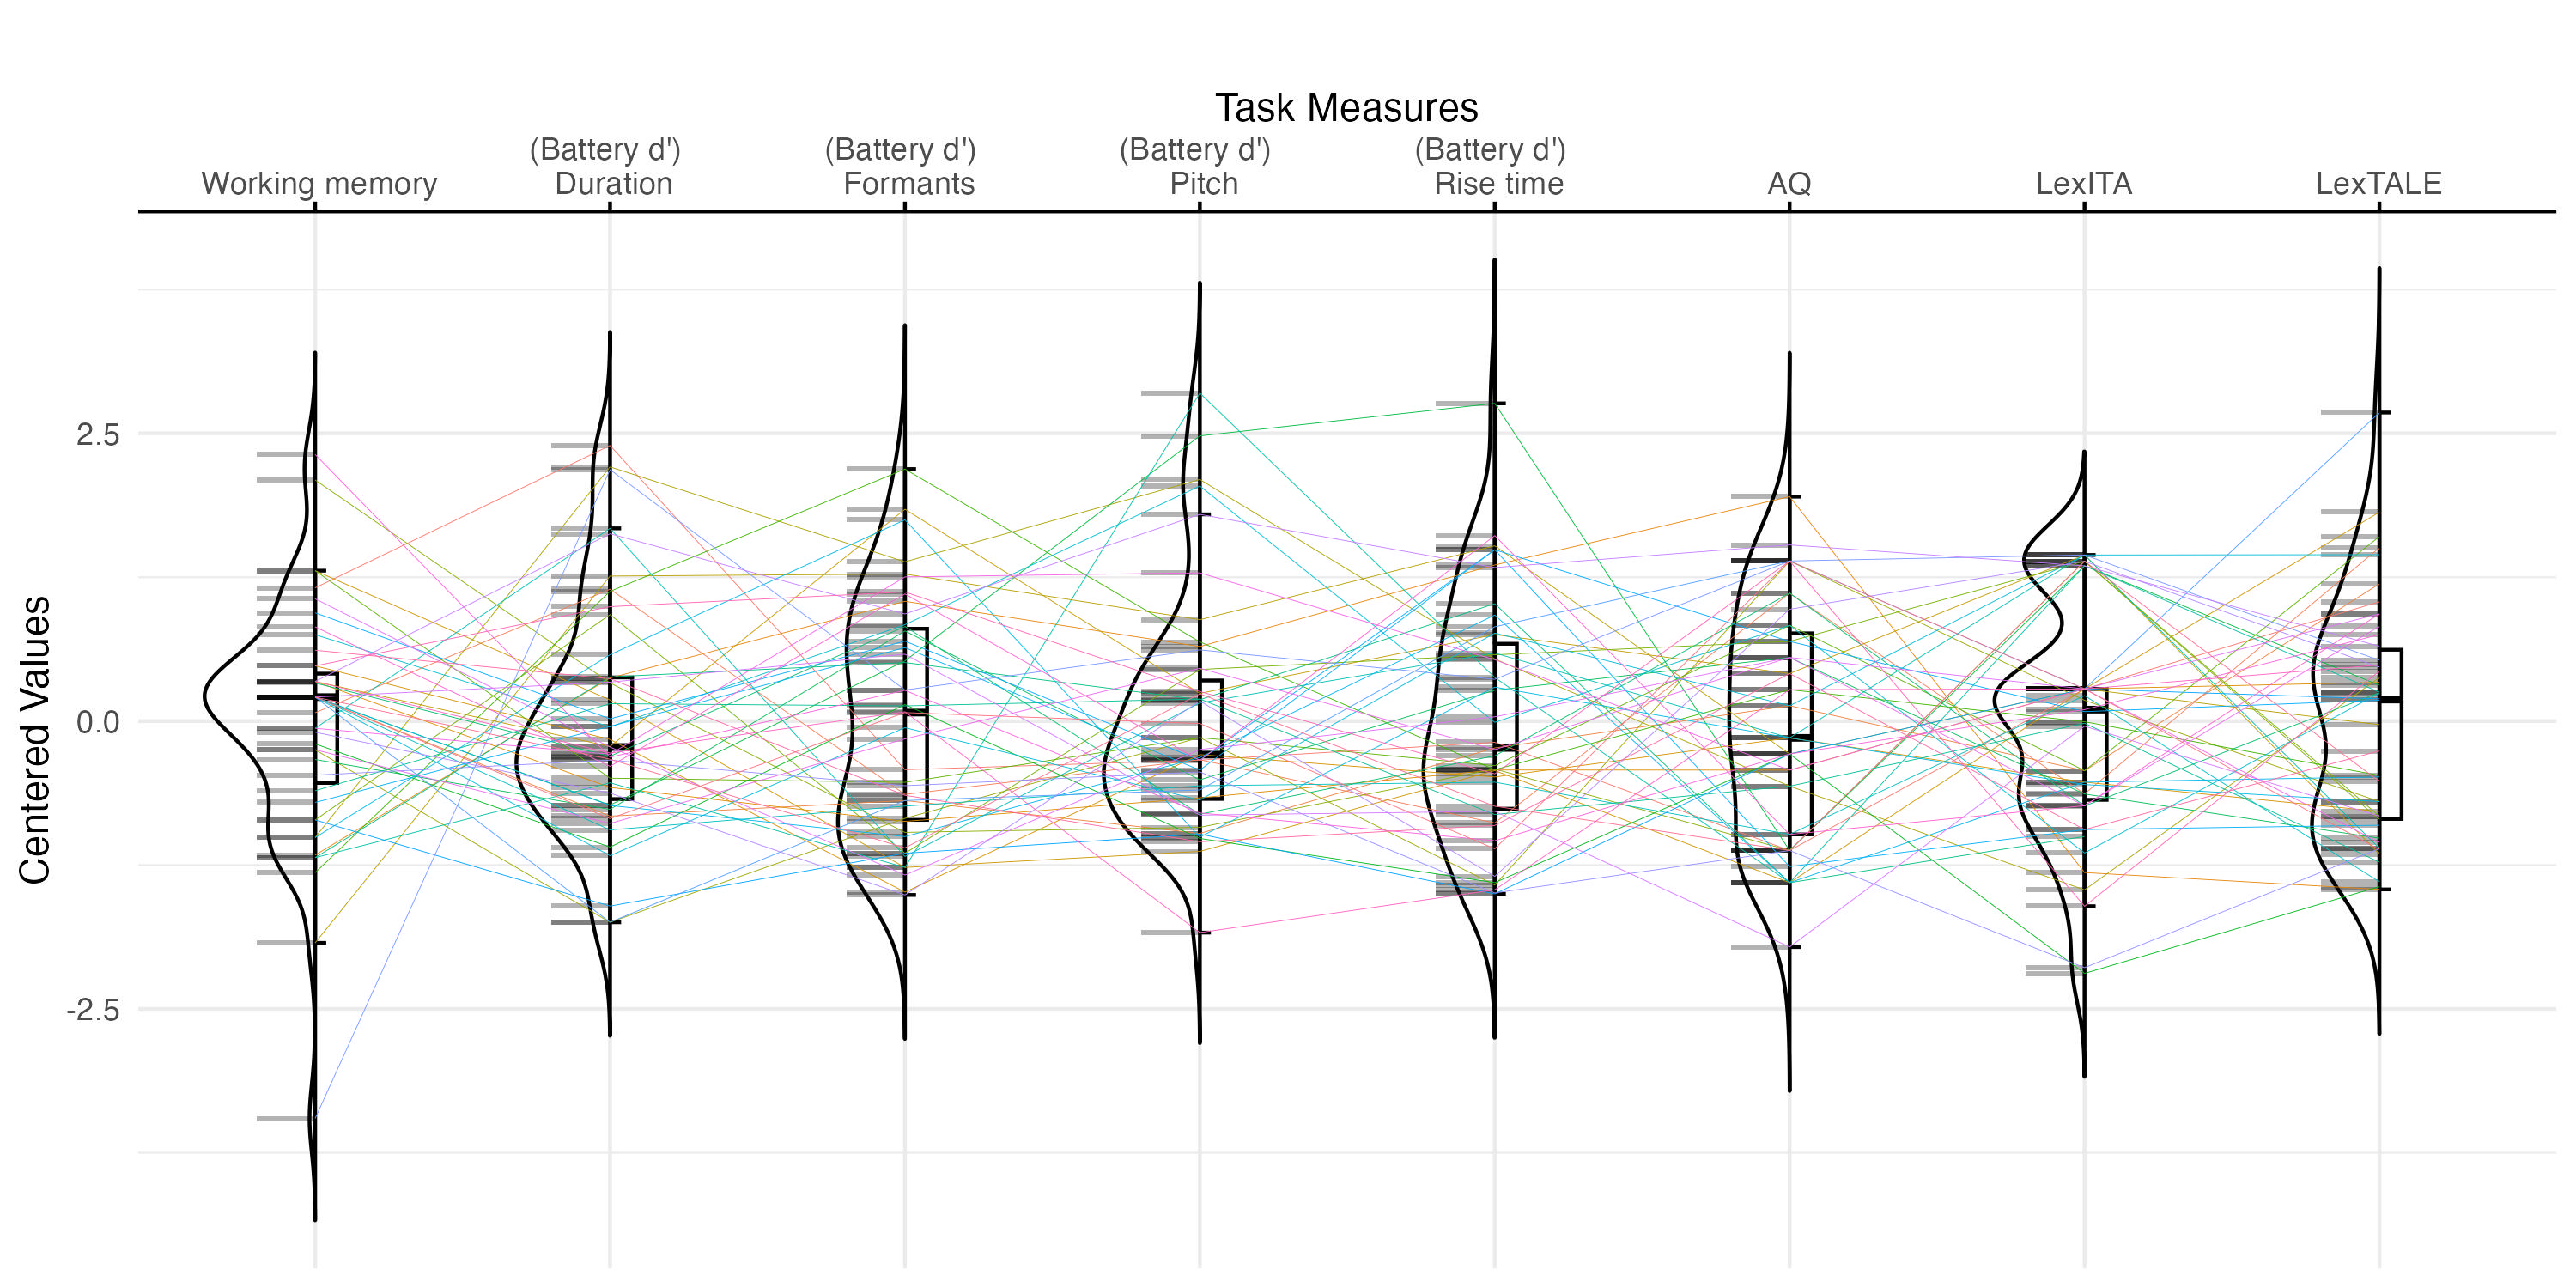 Task Measures
(Battery d') (Battery d') (Battery d') (Battery d')
Working memory Duration Formants Pitch Rise time AQ LexITA LexTALE
2.5
0.0
-2.5
Centered Values